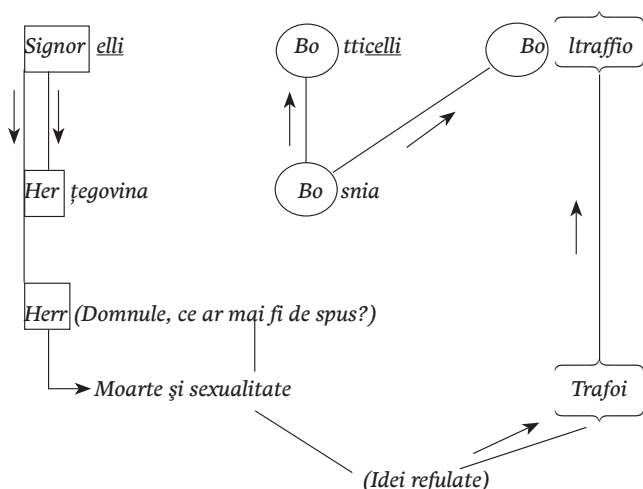 Signor elli Bo tticelli Bo ltraffio
Her ţegovina Bo snia
Herr (Domnule, ce ar mai fi de spus?)
Moarte şi sexualitate Trafoi
(Idei refulate)